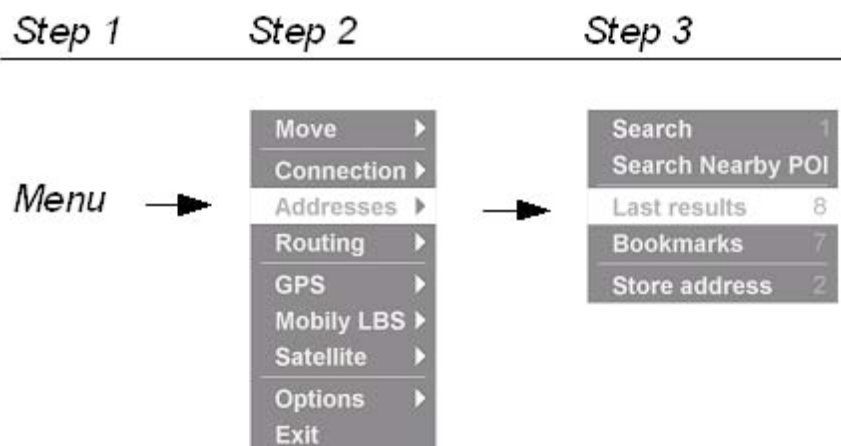 Step 1 Step 2 Step 3
Menu
Move
Connection
Addresses
Routing
GPS
Mobily LBS
Satellite
Options
Exit
Search 1
Search Nearby POI
Last results 8
Bookmarks 7
Store address 2